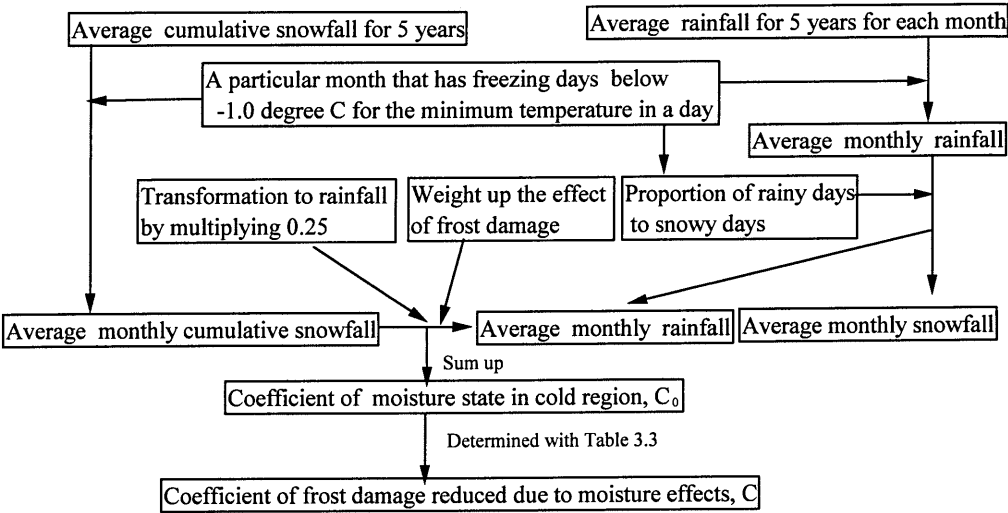 Average cumulative snowfall for 5 years
Average rainfall for 5 years for each month
A particular month that has freezing days below
-1.0 degree C for the minimum temperature in a day
Average monthly rainfall
Transformation to rainfall
by multiplying 0.25
Weight up the effect
of frost damage
Proportion of rainy days
to snowy days
Average monthly cumulative snowfall
Average monthly rainfall
Average monthly snowfall
Sum up
Coefficient of moisture state in cold region, C₀
Determined with Table 3.3
Coefficient of frost damage reduced due to moisture effects, C